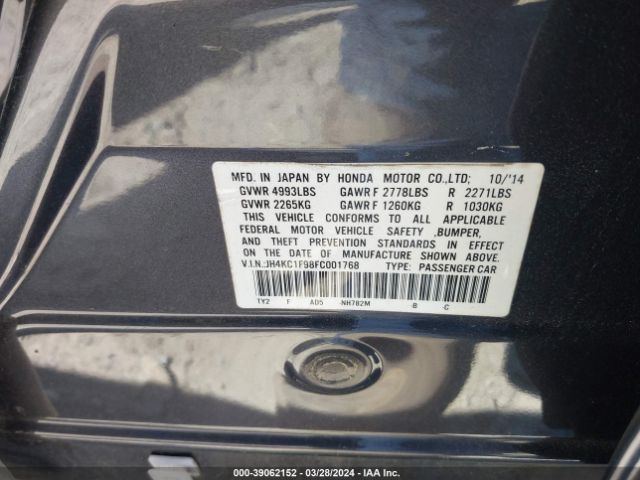 MFD. IN JAPAN BY HONDA MOTOR CO.,LTD; 10/'14
GVWR 4993LBS GAWR F 2778LBS R 2271LBS
GVWR 2265KG GAWR F 1260KG R 1030KG
THIS VEHICLE CONFORMS TO ALL APPLICABLE
FEDERAL MOTOR VEHICLE SAFETY ,BUMPER,
AND THEFT PREVENTION STANDARDS IN EFFECT
ON THE DATE OF MANUFACTURE SHOWN ABOVE.
V.I.N.:JH4KC1F98FC001768 TYPE: PASSENGER CAR
TY2 F AD5 -NH782M -B -C
000-39062152 — 03/28/2024 — IAA Inc.